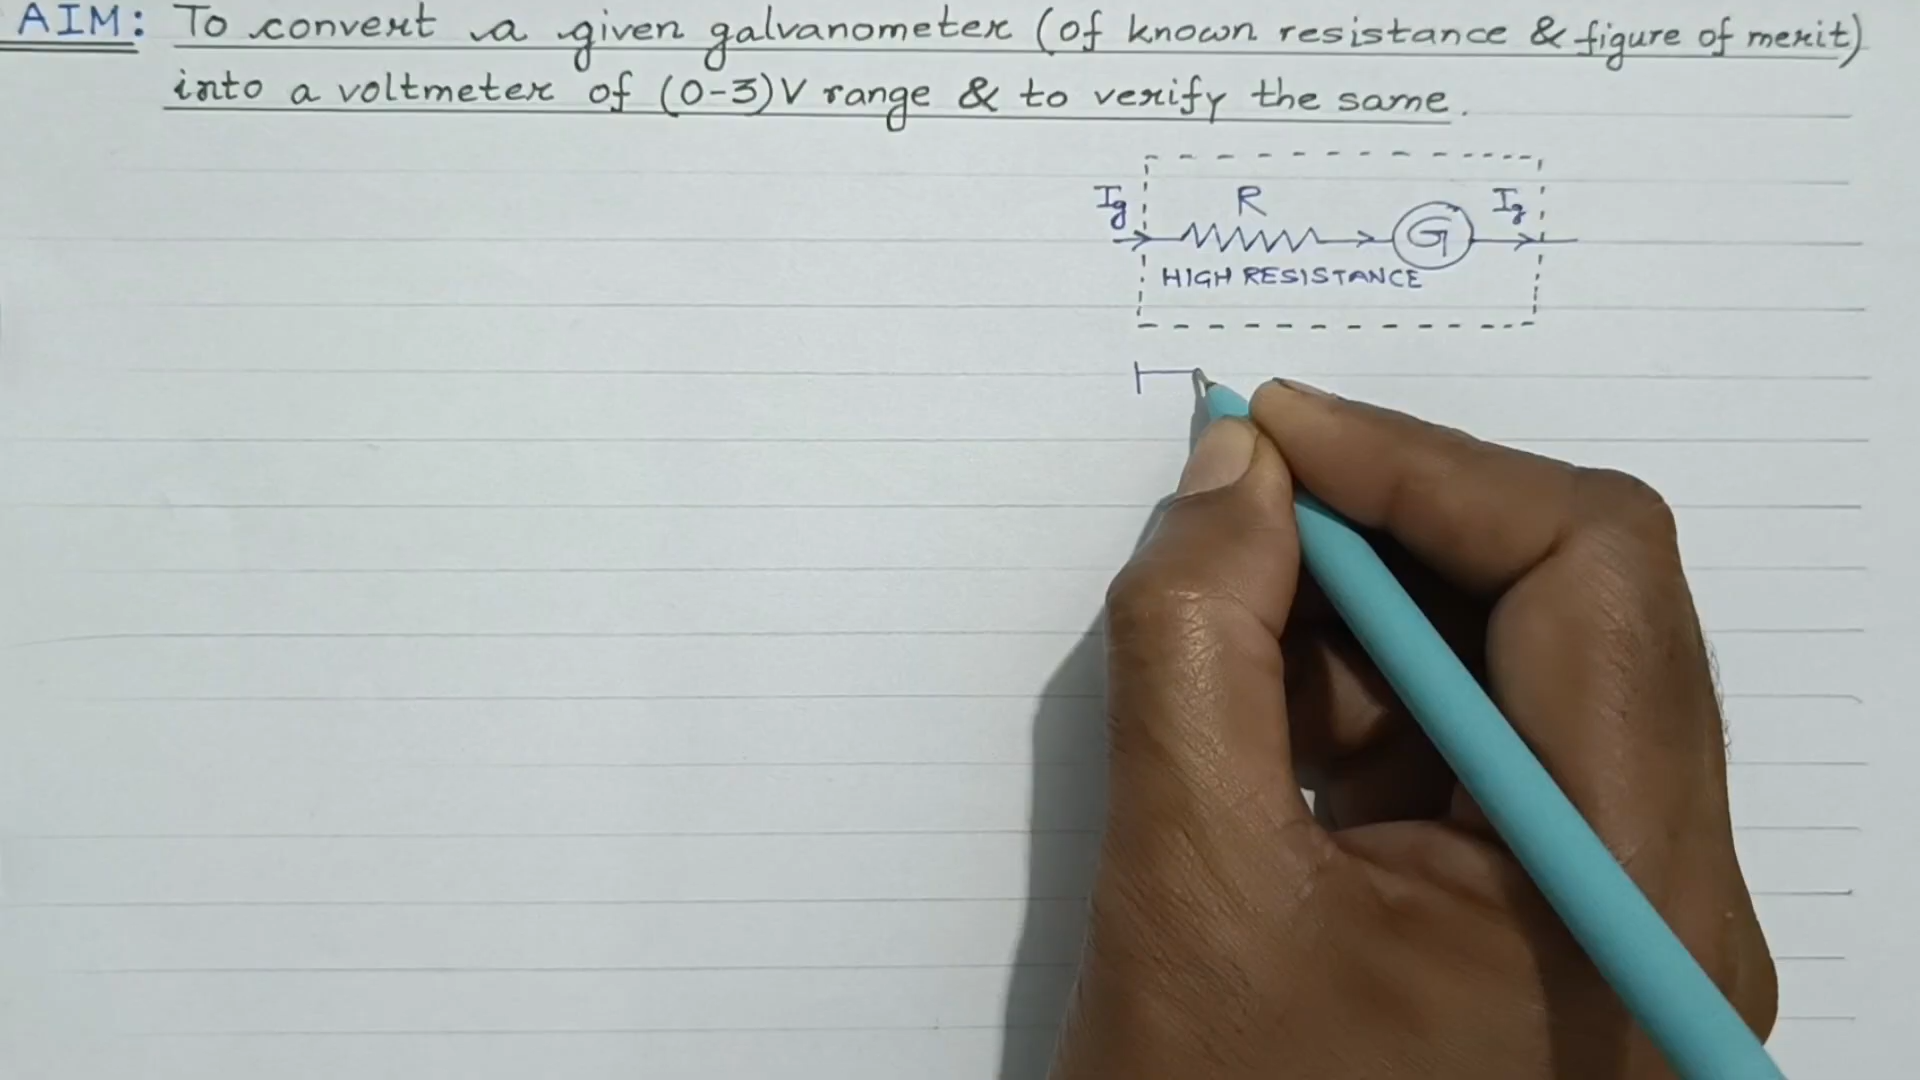 AIM: To convert a given galvanometer (of known resistance & figure of merit)
into a voltmeter of (0-3)V range & to verify the same.
Ig R Ig
G
HIGH RESISTANCE